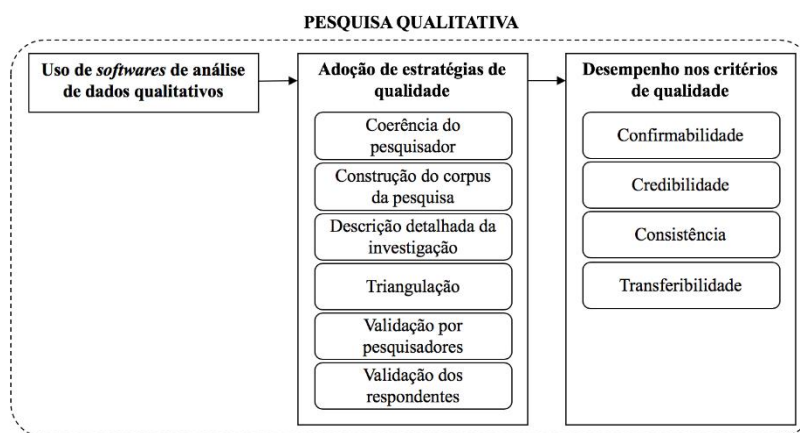 PESQUISA QUALITATIVA
Uso de softwares de análise
de dados qualitativos
Adoção de estratégias de
qualidade
Coerência do
pesquisador
Construção do corpus
da pesquisa
Descrição detalhada da
investigação
Triangulação
Validação por
pesquisadores
Validação dos
respondentes
Desempenho nos critérios
de qualidade
Confirmabilidade
Credibilidade
Consistência
Transferibilidade